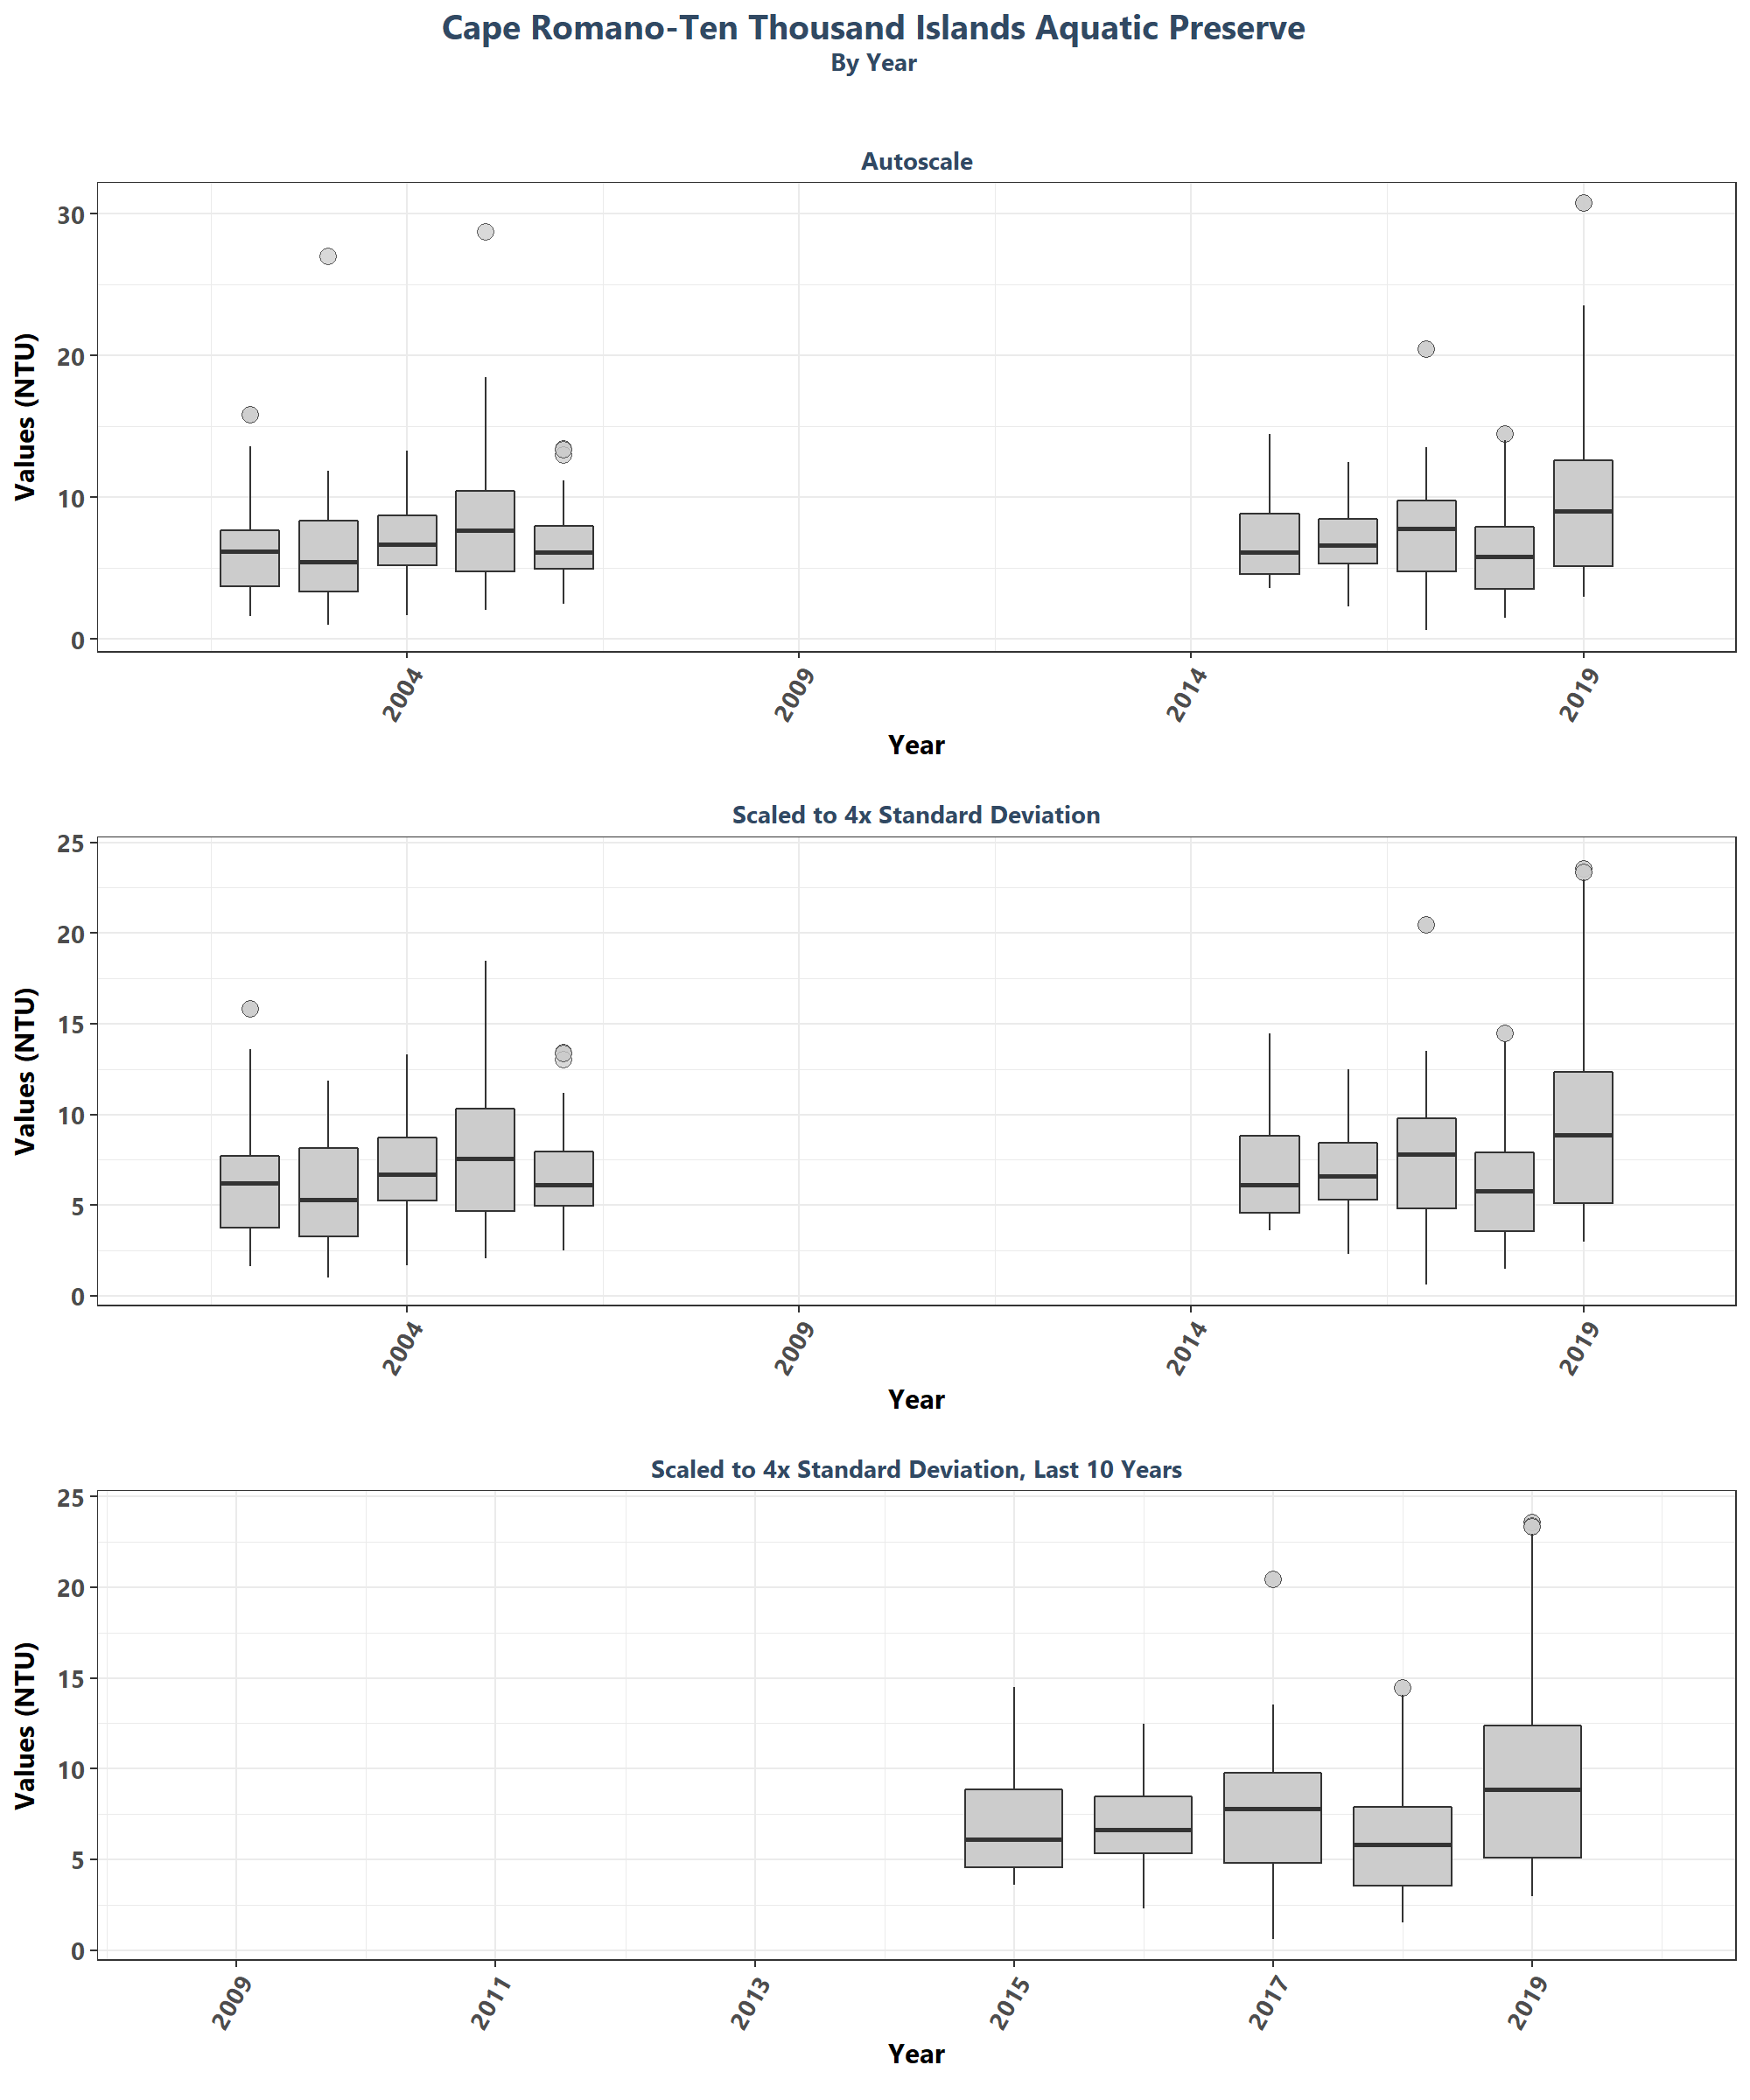 Cape Romano-Ten Thousand Islands Aquatic Preserve
By Year
Autoscale
Values (NTU)
30
20
10
0
2004 2009 2014 2019
Year
Scaled to 4x Standard Deviation
Values (NTU)
25
20
15
10
5
0
2004 2009 2014 2019
Year
Scaled to 4x Standard Deviation, Last 10 Years
Values (NTU)
25
20
15
10
5
0
2009 2011 2013 2015 2017 2019
Year